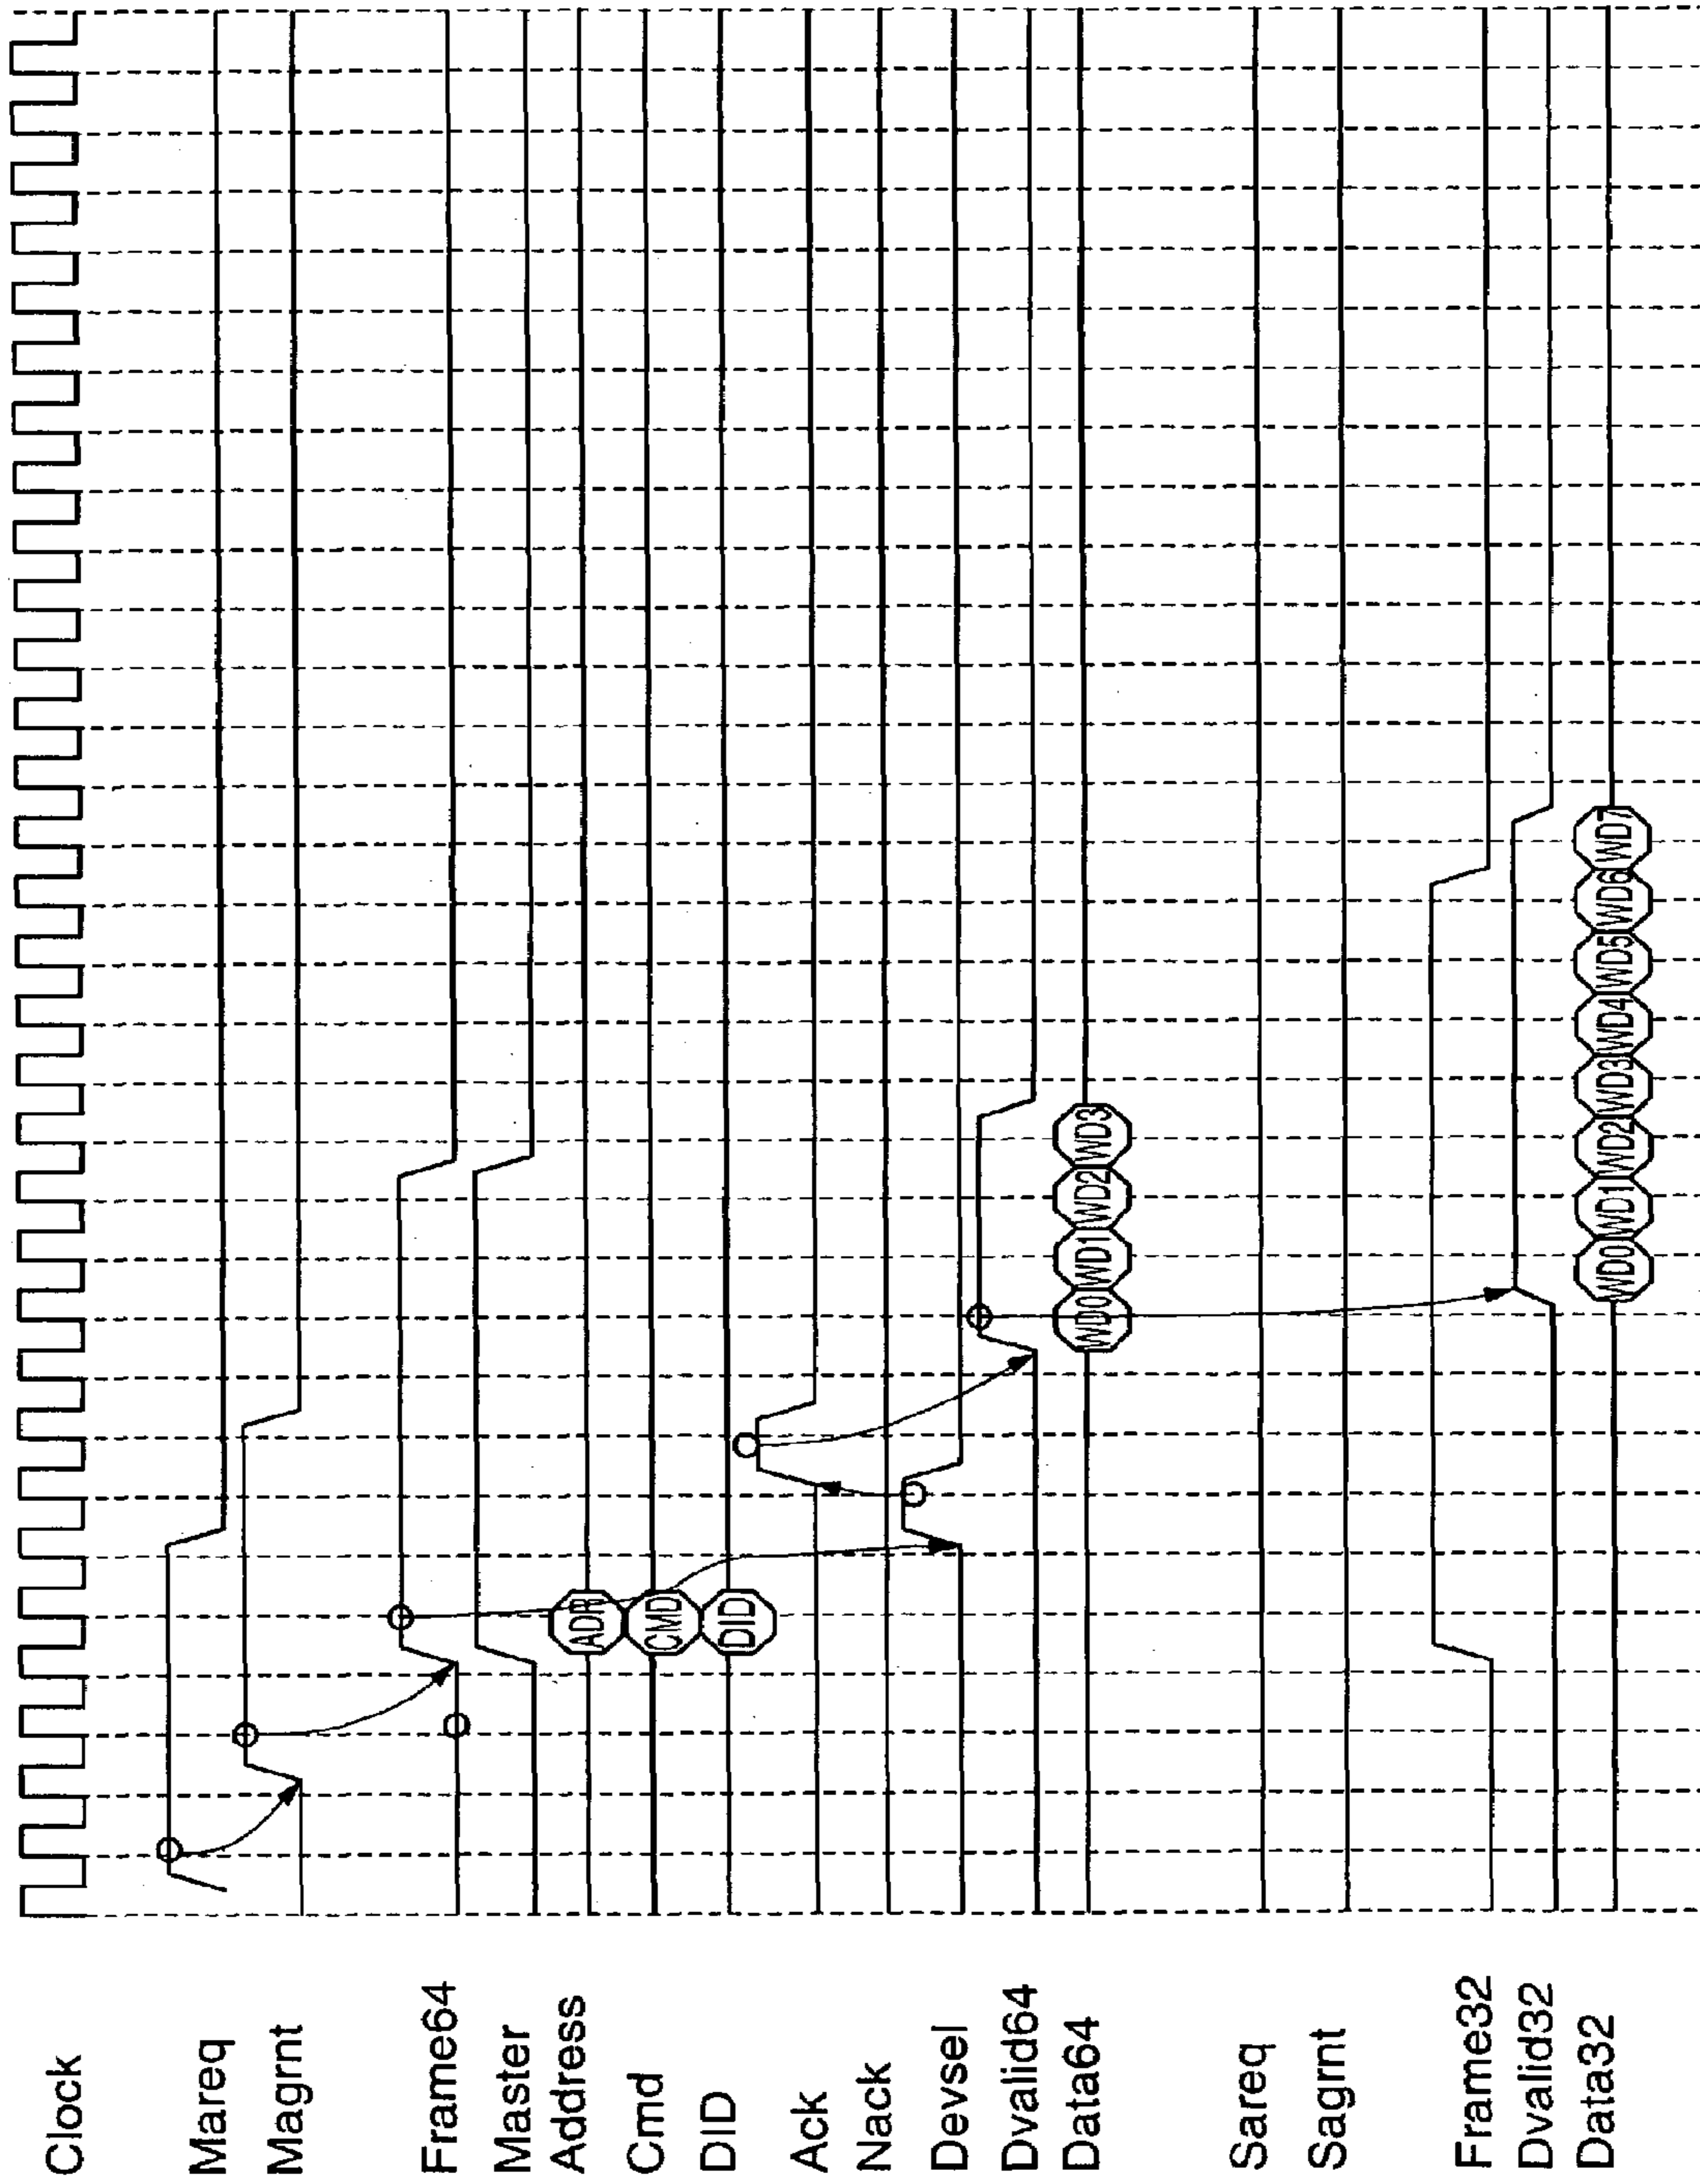 Clock
Mareq
Magrnt
Frame64
Master
Address
ADR
Cmd
CMD
DID
DID
Ack
Nack
Devsel
Dvalid64
Data64
WD0 WD1 WD2 WD3
Sareq
Sagrnt
Frame32
Dvalid32
Data32
WD0 WD1 WD2 WD3 WD4 WD5 WD6 WD7